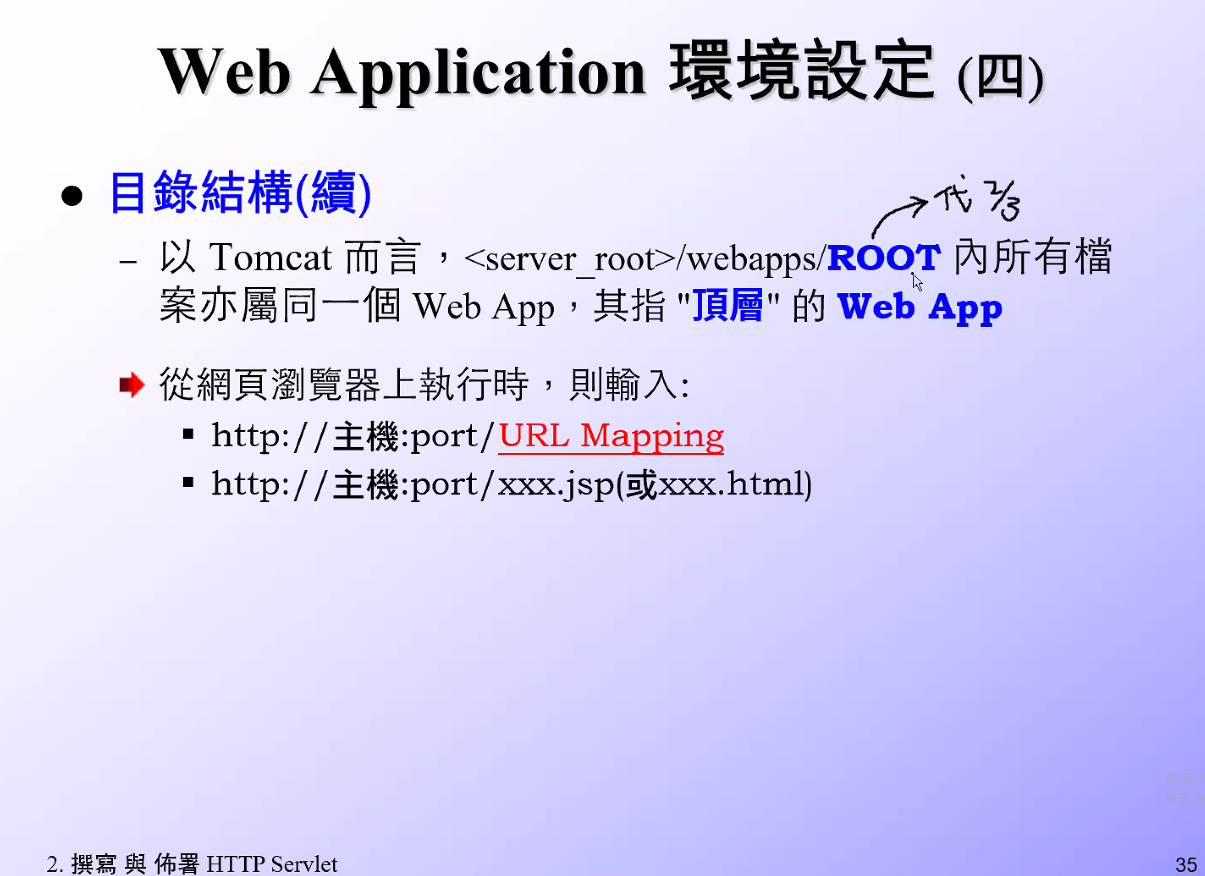 Web Application 環境設定 (四)
● 目錄結構(續)
代 2/3
– 以 Tomcat 而言，<server_root>/webapps/ROOT 內所有檔
案亦屬同一個 Web App，其指 "頂層" 的 Web App
從網頁瀏覽器上執行時，則輸入:
▪ http://主機:port/URL Mapping
▪ http://主機:port/xxx.jsp(或xxx.html)
2. 撰寫 與 佈署 HTTP Servlet
35